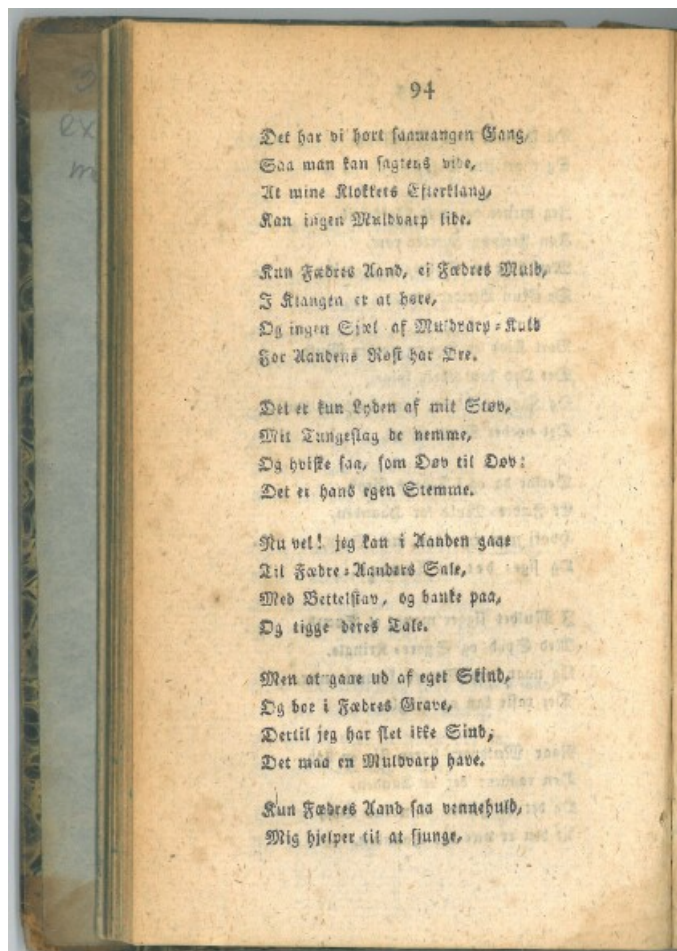 94
Det har vi hørt saamangen Gang,
Saa man kan sagtens vide,
At mine Klokkers Efterklang,
Kan ingen Muldvarp lide.
Kun Fædres Aand, ei Fædres Muld,
I Klangen er at høre,
Og ingen Sjæl af Muldvarp-Kuld
For Aandens Røst har Øre.
Det er kun Lyden af mit Støv,
Mit Tungeslag de nemme,
Og hviske saa, som Døv til Døv:
Det er hans egen Stemme.
Nu vel! jeg kan i Aanden gaae
Til Fædre-Aanders Sale,
Med Bettelstav, og banke paa,
Og tigge deres Tale.
Men at gaae ud af eget Skind,
Og boe i Fædres Grave,
Dertil jeg har slet ikke Sind,
Det maa en Muldvarp have.
Kun Fædres Aand saa vennehuld,
Mig hjelper til at sjunge,